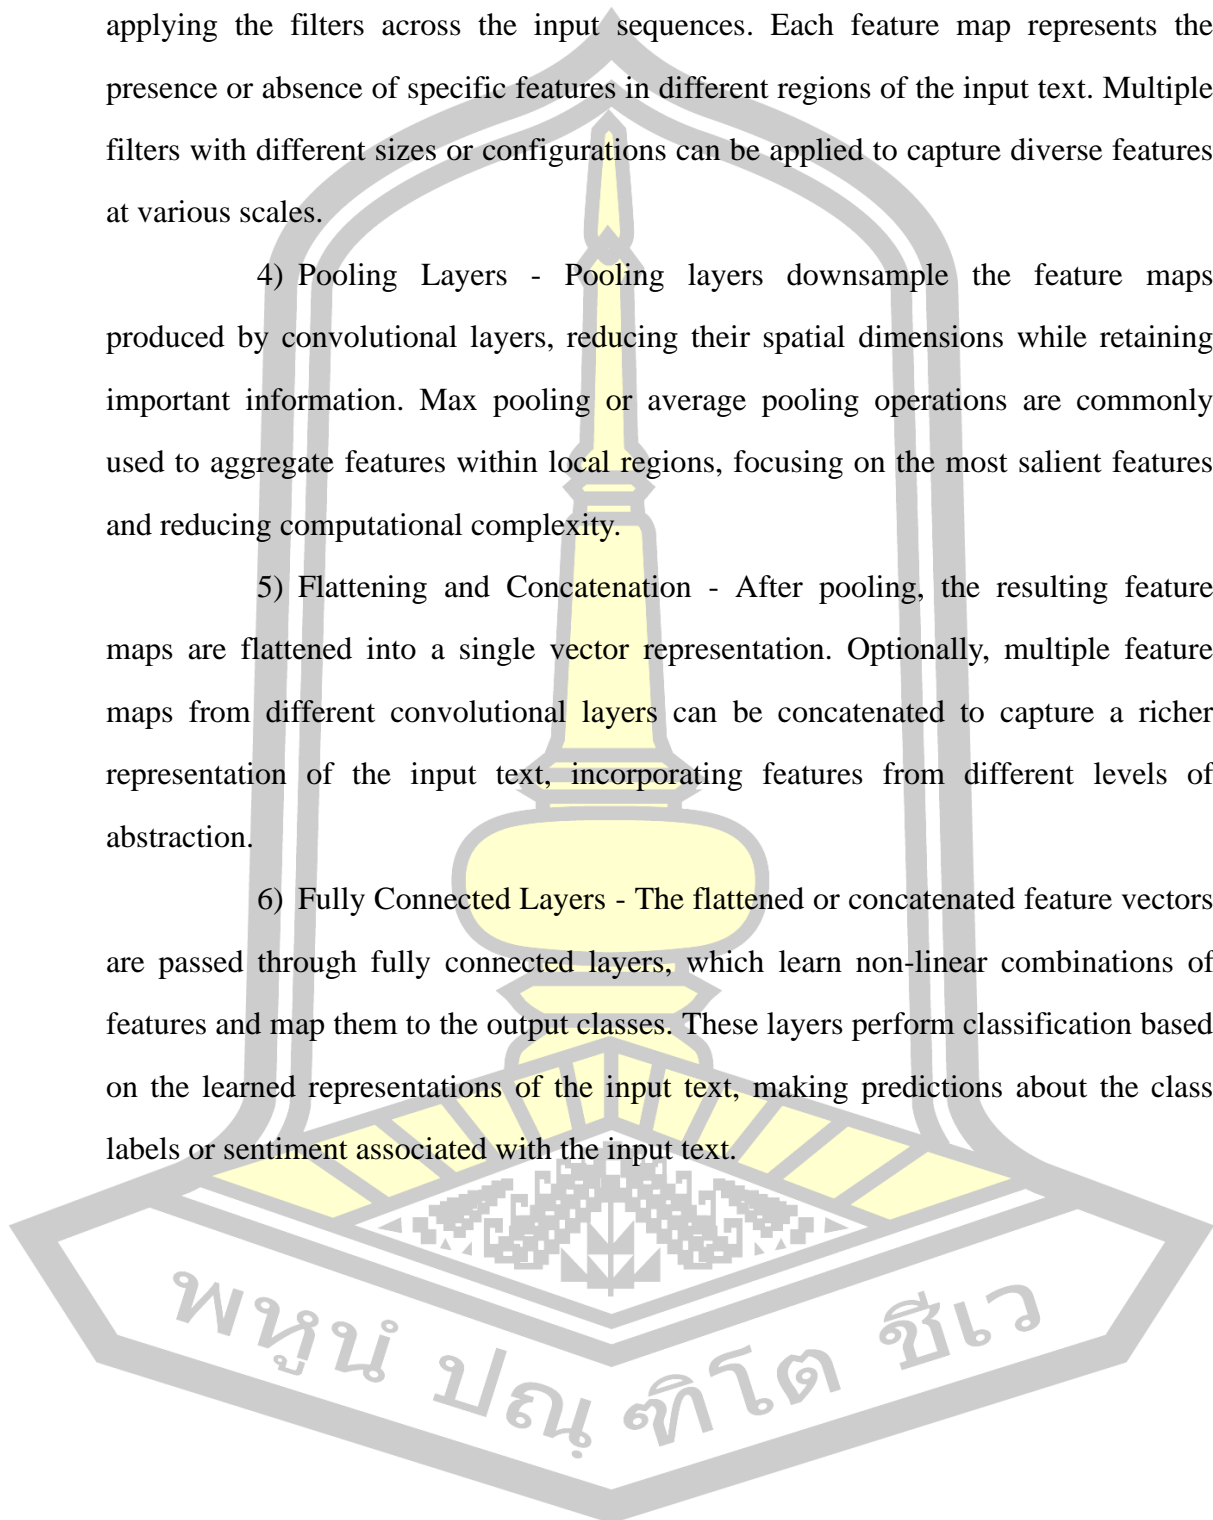 applying the filters across the input sequences. Each feature map represents the
presence or absence of specific features in different regions of the input text. Multiple
filters with different sizes or configurations can be applied to capture diverse features
at various scales.
4) Pooling Layers - Pooling layers downsample the feature maps
produced by convolutional layers, reducing their spatial dimensions while retaining
important information. Max pooling or average pooling operations are commonly
used to aggregate features within local regions, focusing on the most salient features
and reducing computational complexity.
5) Flattening and Concatenation - After pooling, the resulting feature
maps are flattened into a single vector representation. Optionally, multiple feature
maps from different convolutional layers can be concatenated to capture a richer
representation of the input text, incorporating features from different levels of
abstraction.
6) Fully Connected Layers - The flattened or concatenated feature vectors
are passed through fully connected layers, which learn non-linear combinations of
features and map them to the output classes. These layers perform classification based
on the learned representations of the input text, making predictions about the class
labels or sentiment associated with the input text.
พหูนํ ปณฺ ฑิโต ชีเว